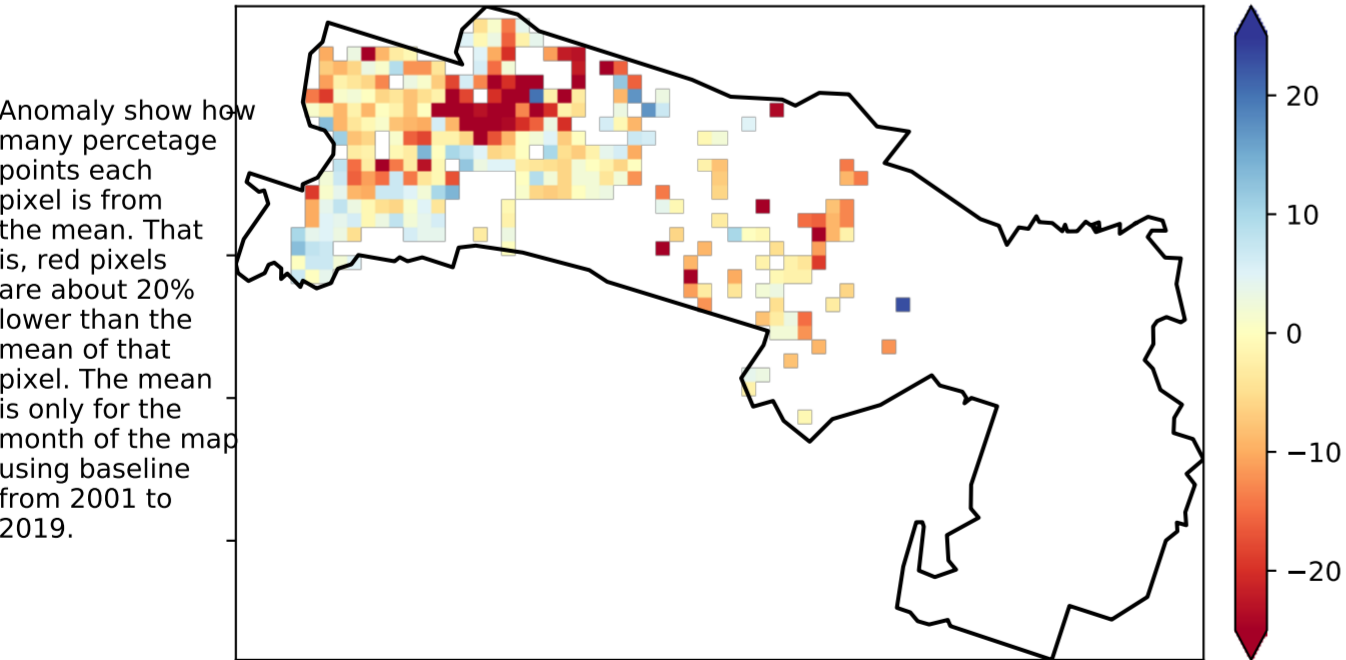 Anomaly show how
many percetage
points each
pixel is from
the mean. That
is, red pixels
are about 20%
lower than the
mean of that
pixel. The mean
is only for the
month of the map
using baseline
from 2001 to
2019.
20
10
0
−10
−20